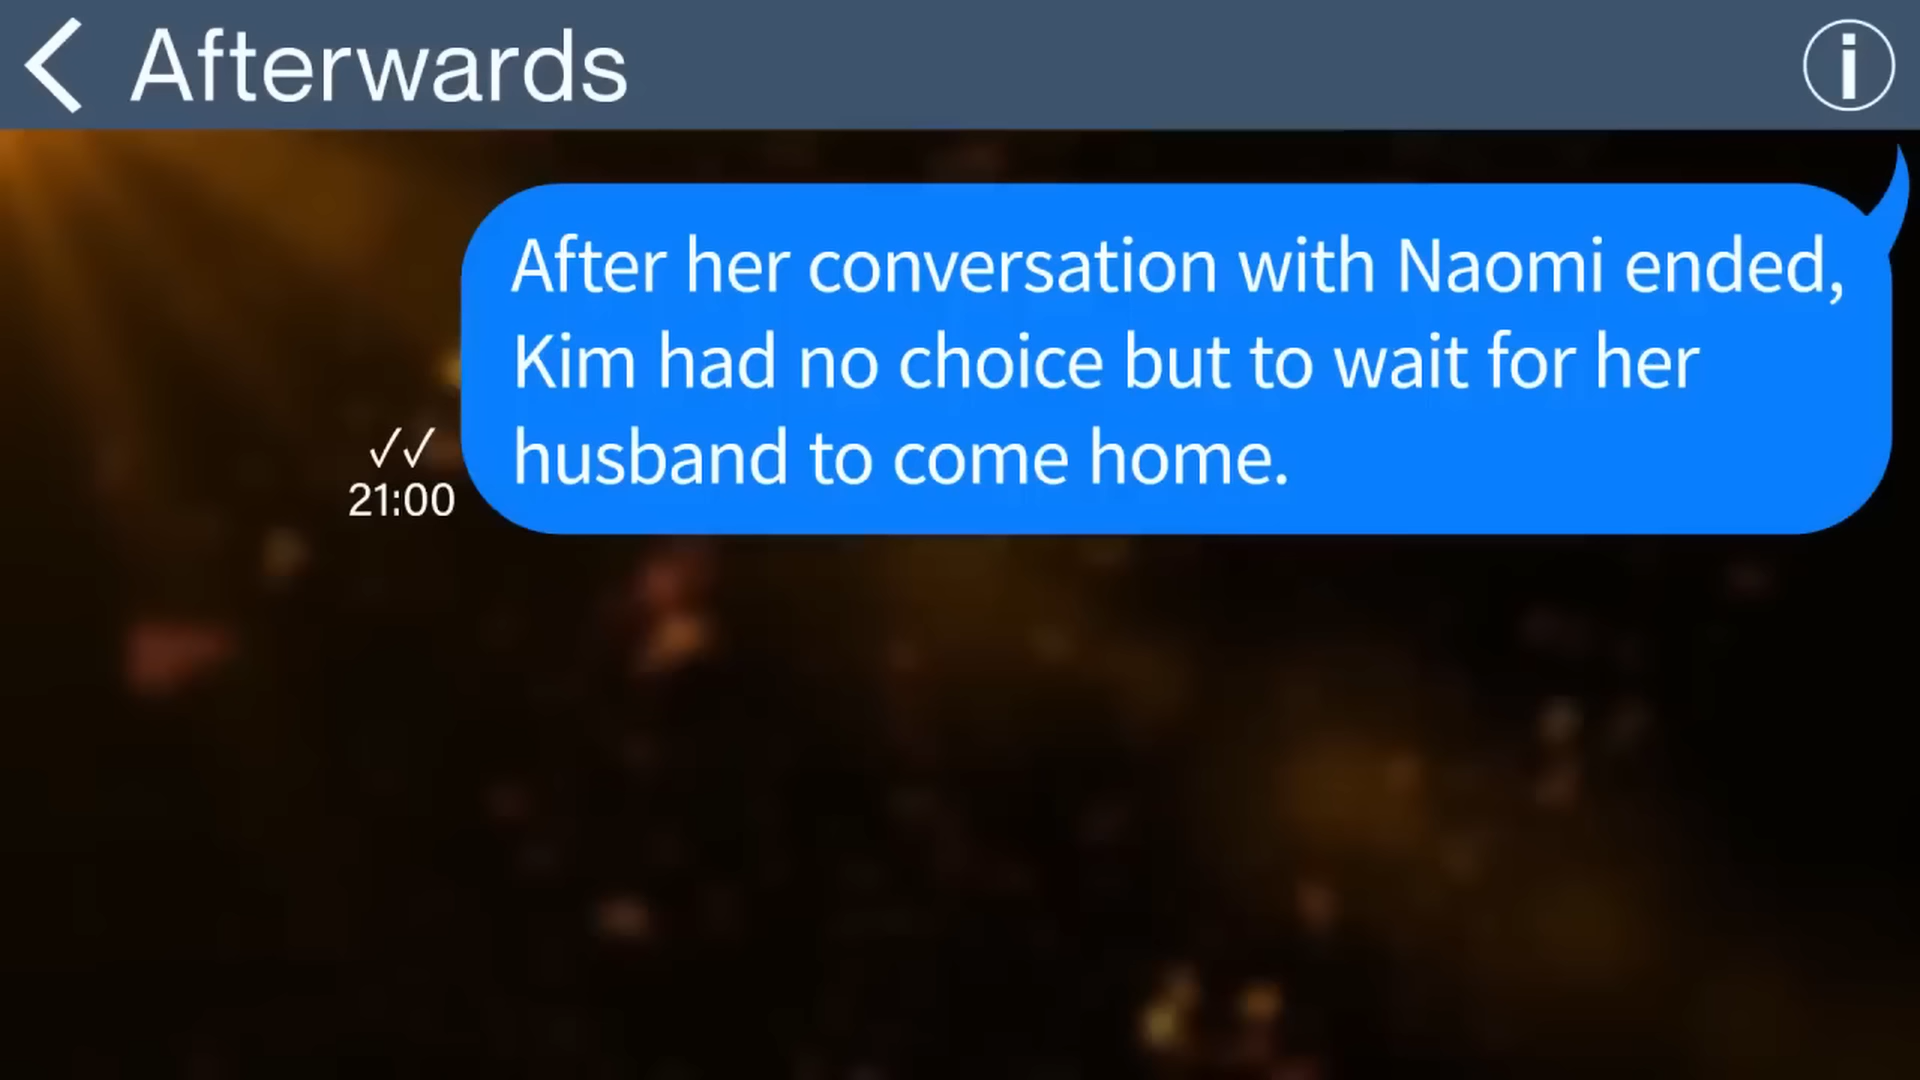 Afterwards
After her conversation with Naomi ended,
Kim had no choice but to wait for her
husband to come home.
✓✓
21:00